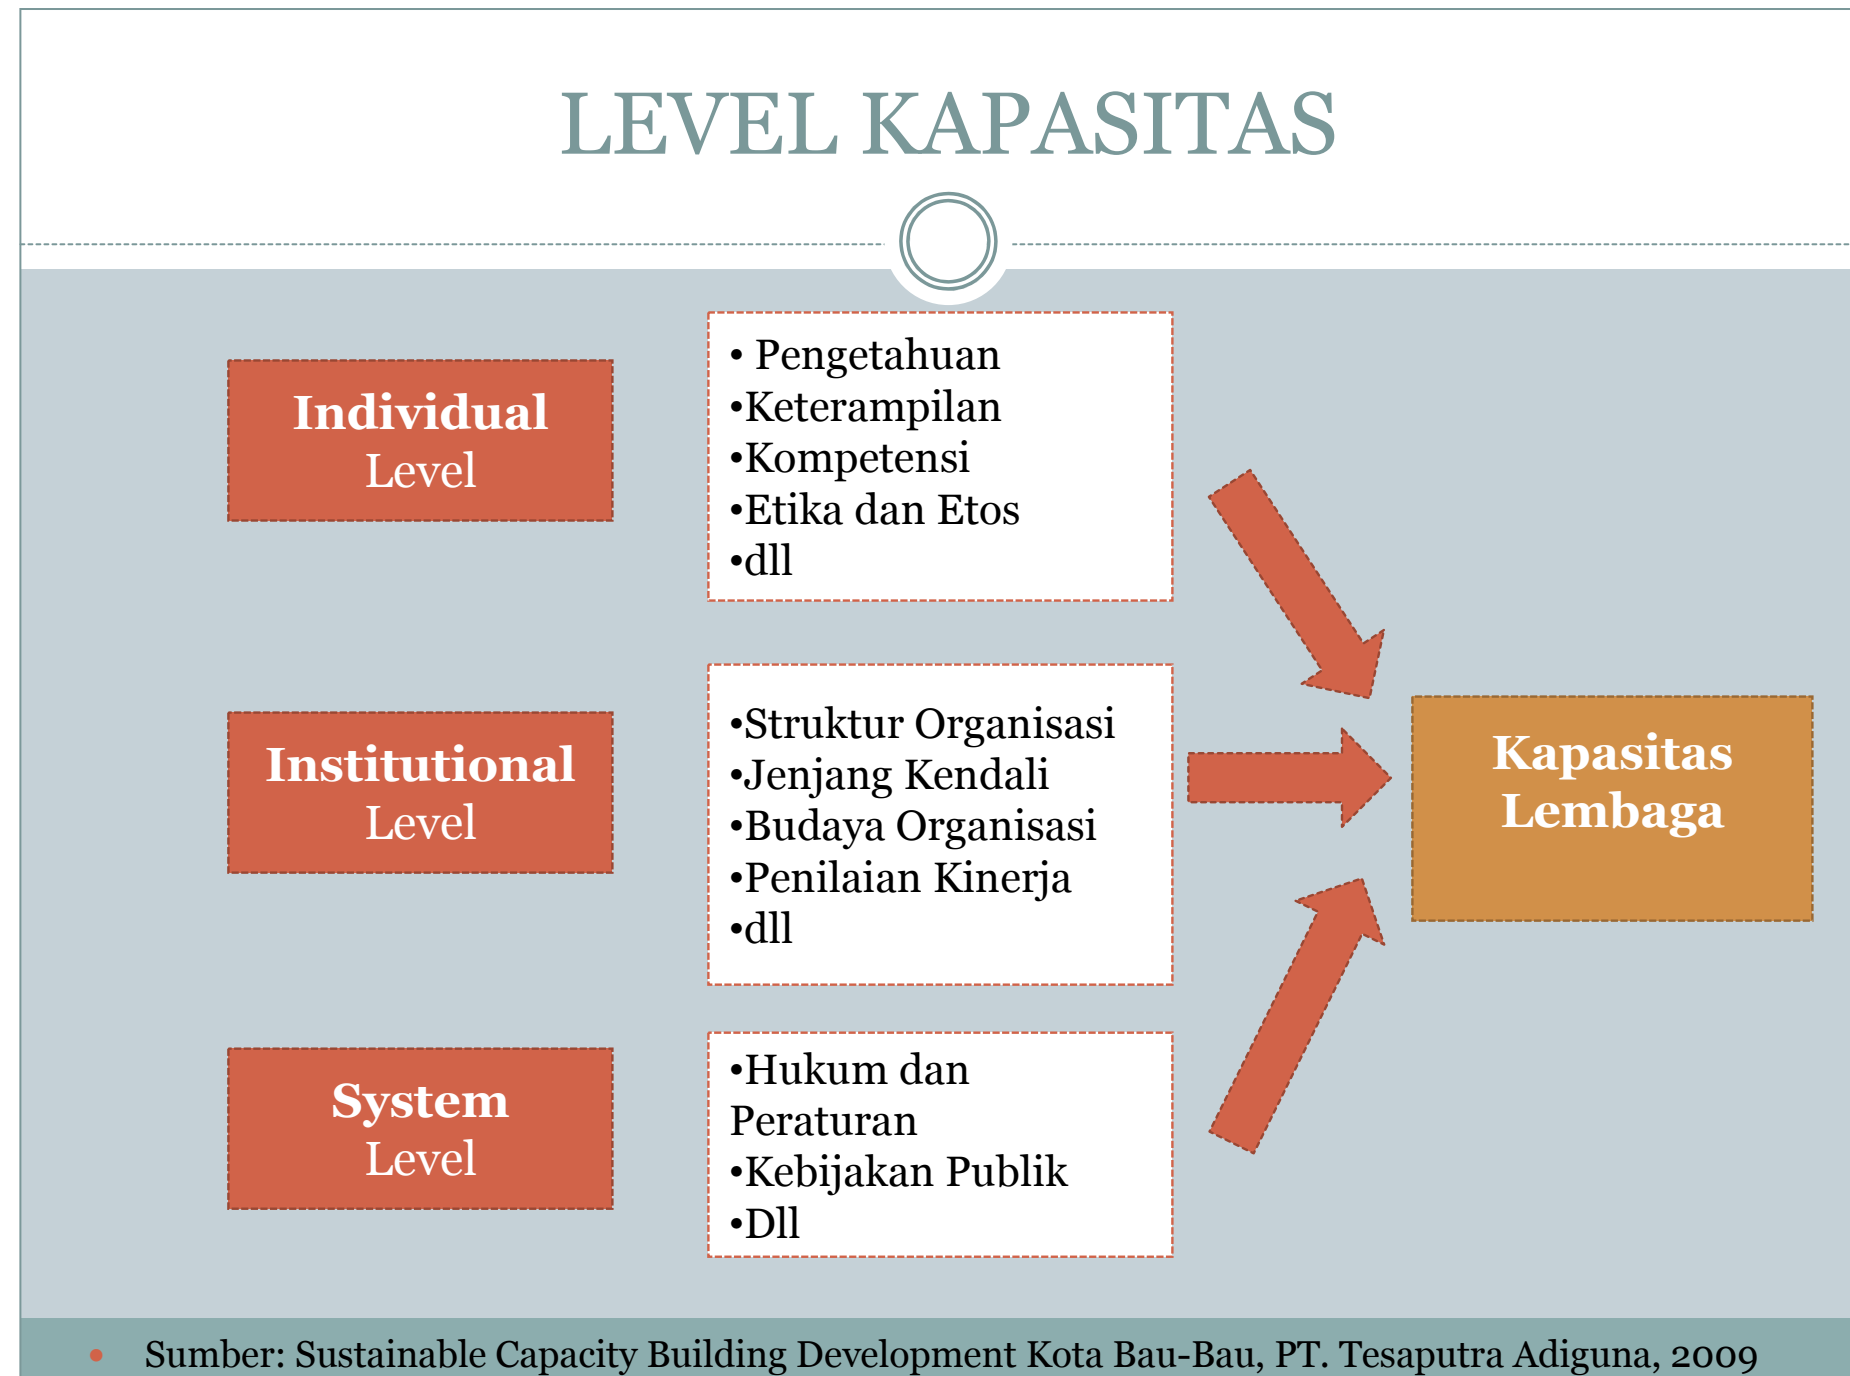 LEVEL KAPASITAS
Individual
Level
• Pengetahuan
•Keterampilan
•Kompetensi
•Etika dan Etos
•dll
Institutional
Level
•Struktur Organisasi
•Jenjang Kendali
•Budaya Organisasi
•Penilaian Kinerja
•dll
System
Level
•Hukum dan
Peraturan
•Kebijakan Publik
•Dll
Kapasitas
Lembaga
• Sumber: Sustainable Capacity Building Development Kota Bau-Bau, PT. Tesaputra Adiguna, 2009